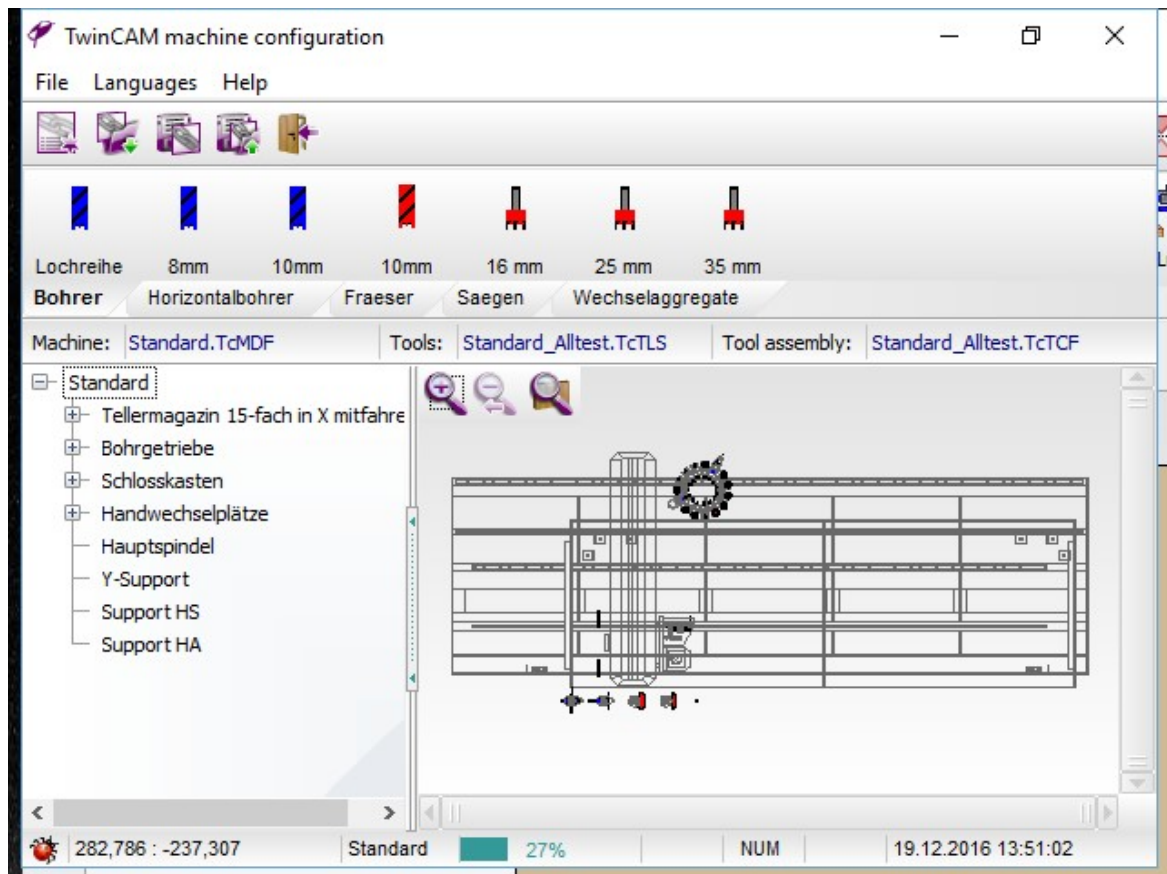 TwinCAM machine configuration
File Languages Help
Lochreihe 8mm 10mm 10mm 16 mm 25 mm 35 mm
Bohrer Horizontalbohrer Fraeser Saegen Wechselaggregate
Machine: Standard.TcMDF Tools: Standard_Alltest.TcTLS Tool assembly: Standard_Alltest.TcTCF
Standard
Tellermagazin 15-fach in X mitfahre
Bohrgetriebe
Schlosskasten
Handwechselplätze
Hauptspindel
Y-Support
Support HS
Support HA
282,786 : -237,307 Standard 27% NUM 19.12.2016 13:51:02